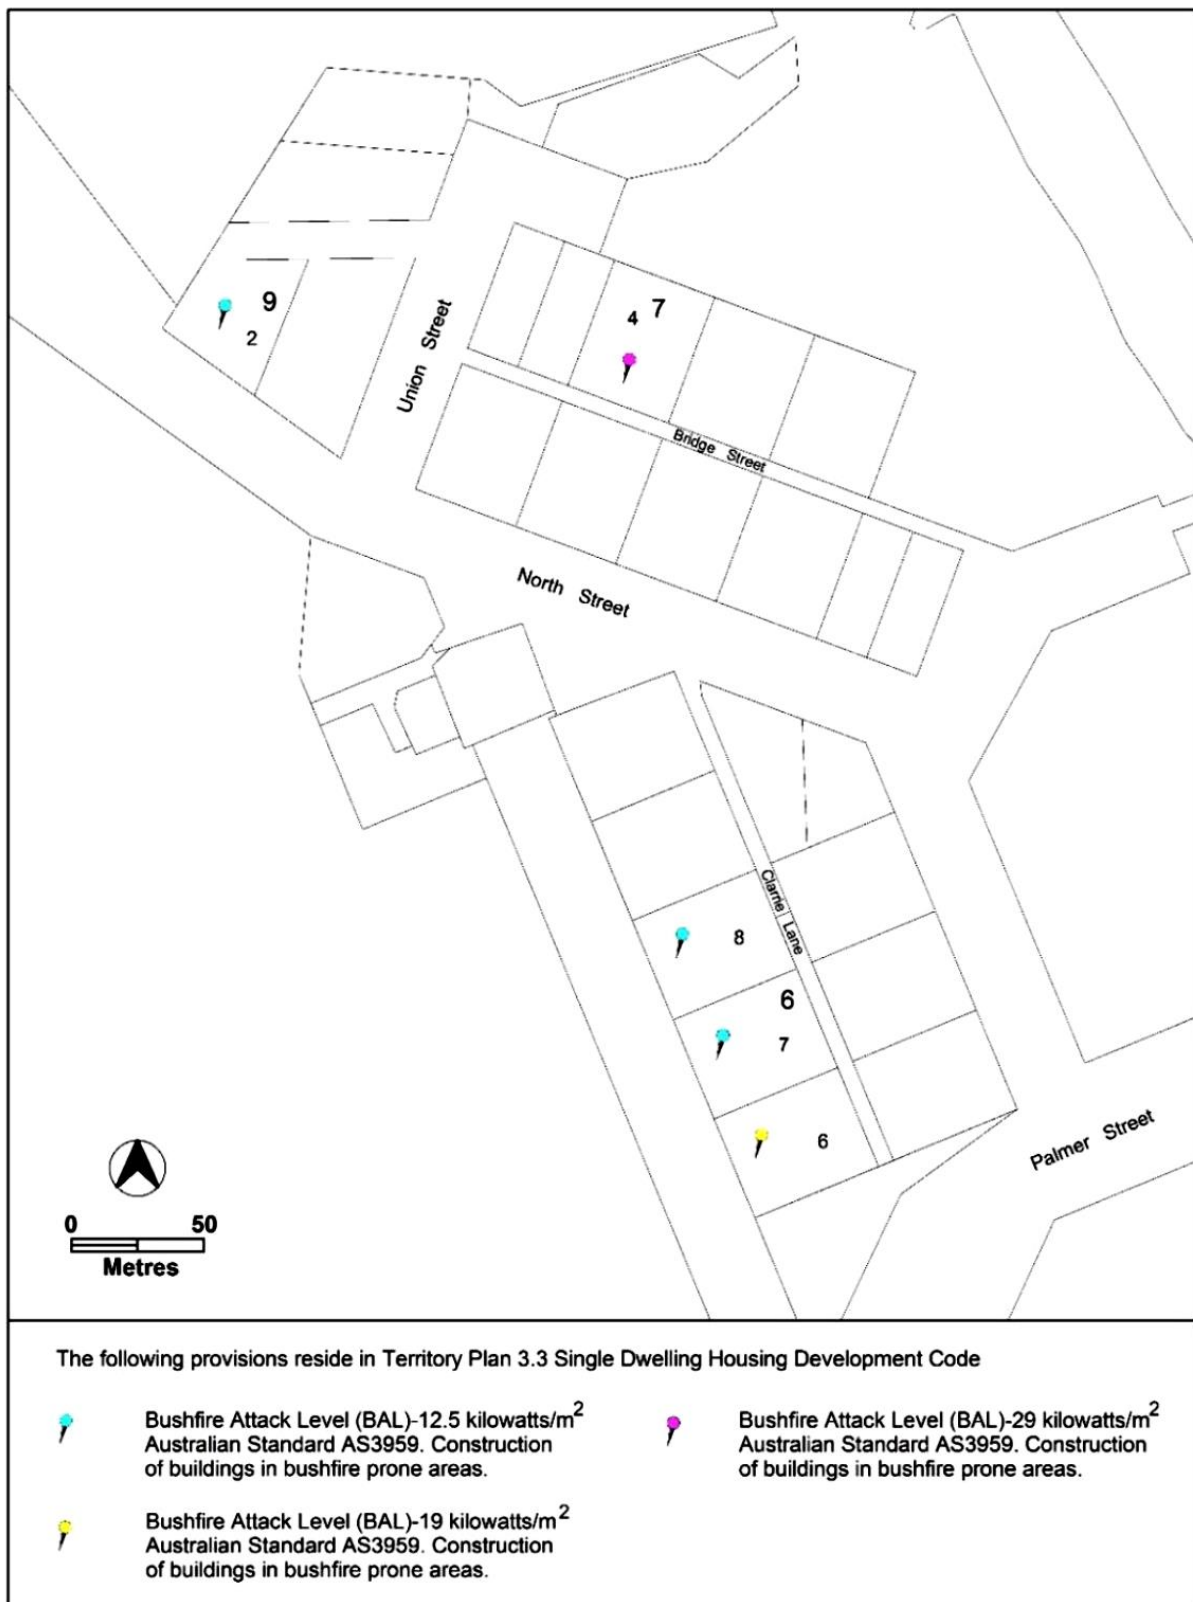 9
2
4 7
Union Street
Bridge Street
North Street
Clarrie Lane
8
6
7
6
Palmer Street
0 50
Metres
The following provisions reside in Territory Plan 3.3 Single Dwelling Housing Development Code
Bushfire Attack Level (BAL)-12.5 kilowatts/m²
Australian Standard AS3959. Construction
of buildings in bushfire prone areas.
Bushfire Attack Level (BAL)-29 kilowatts/m²
Australian Standard AS3959. Construction
of buildings in bushfire prone areas.
Bushfire Attack Level (BAL)-19 kilowatts/m²
Australian Standard AS3959. Construction
of buildings in bushfire prone areas.